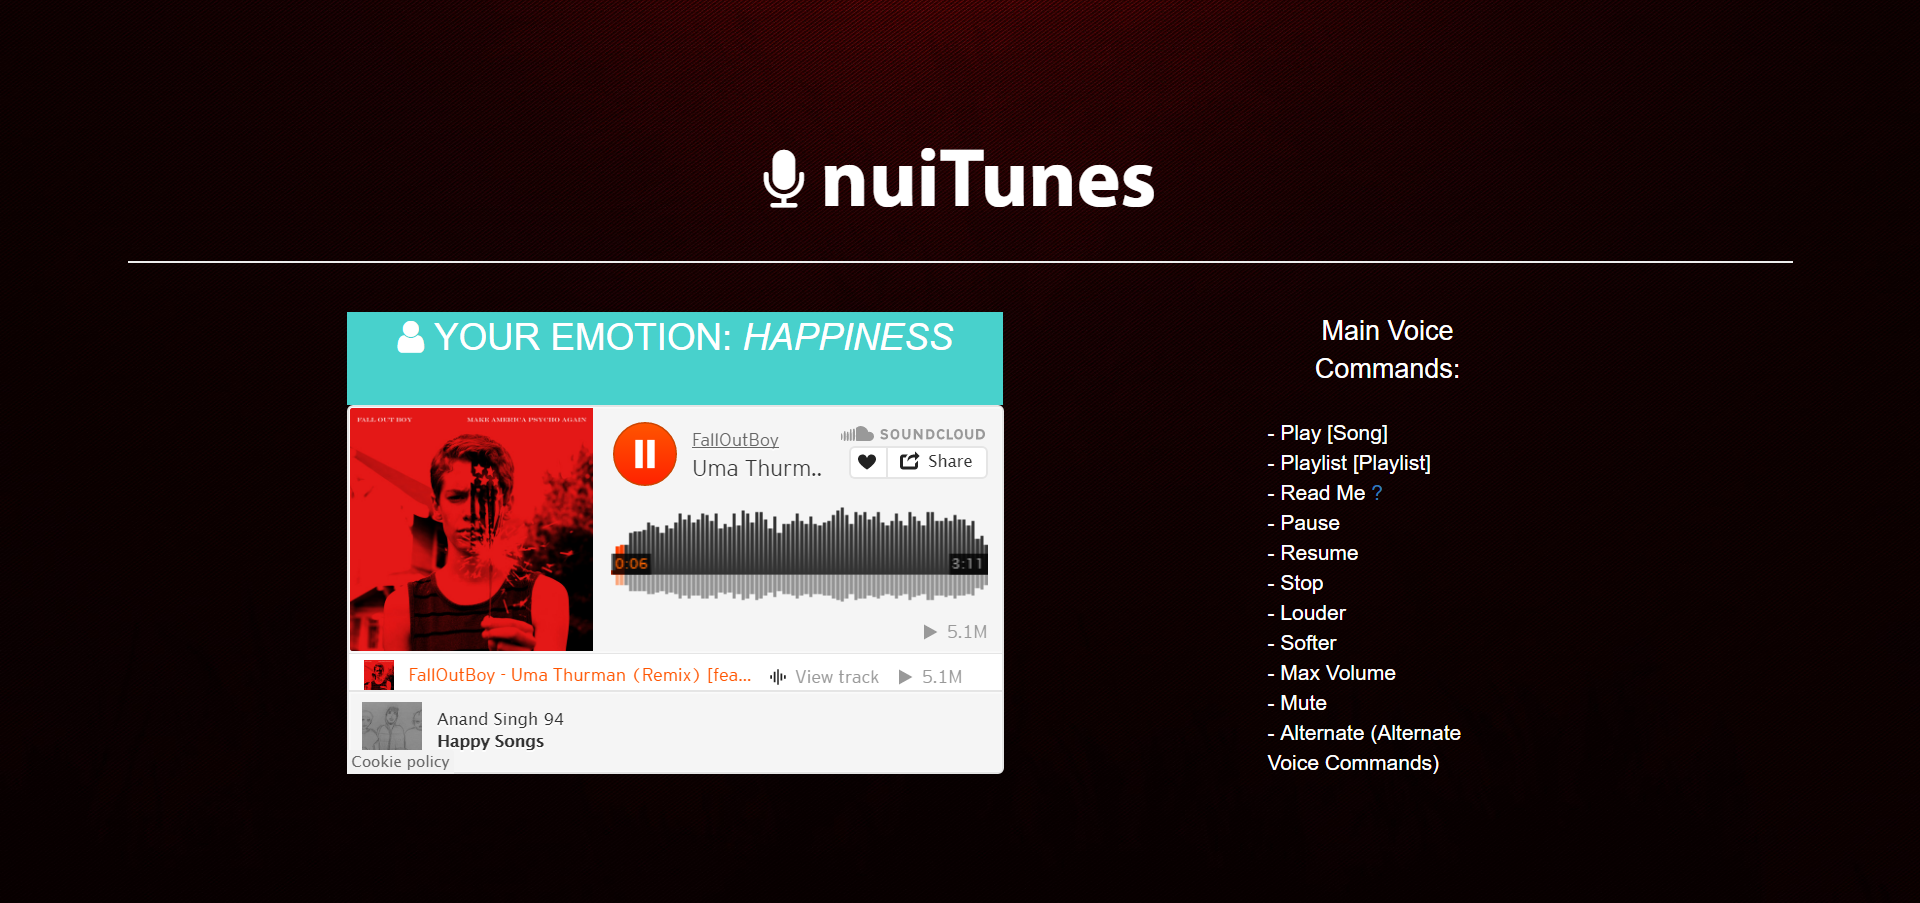 nuiTunes
YOUR EMOTION: HAPPINESS
FALL OUT BOY
MAKE AMERICA PSYCHO AGAIN
FallOutBoy
SOUNDCLOUD
Uma Thurm..
Share
0:06
3:11
5.1M
FallOutBoy - Uma Thurman (Remix) [fea...
View track
5.1M
Anand Singh 94
Happy Songs
Cookie policy
Main Voice
Commands:
- Play [Song]
- Playlist [Playlist]
- Read Me ?
- Pause
- Resume
- Stop
- Louder
- Softer
- Max Volume
- Mute
- Alternate (Alternate
Voice Commands)